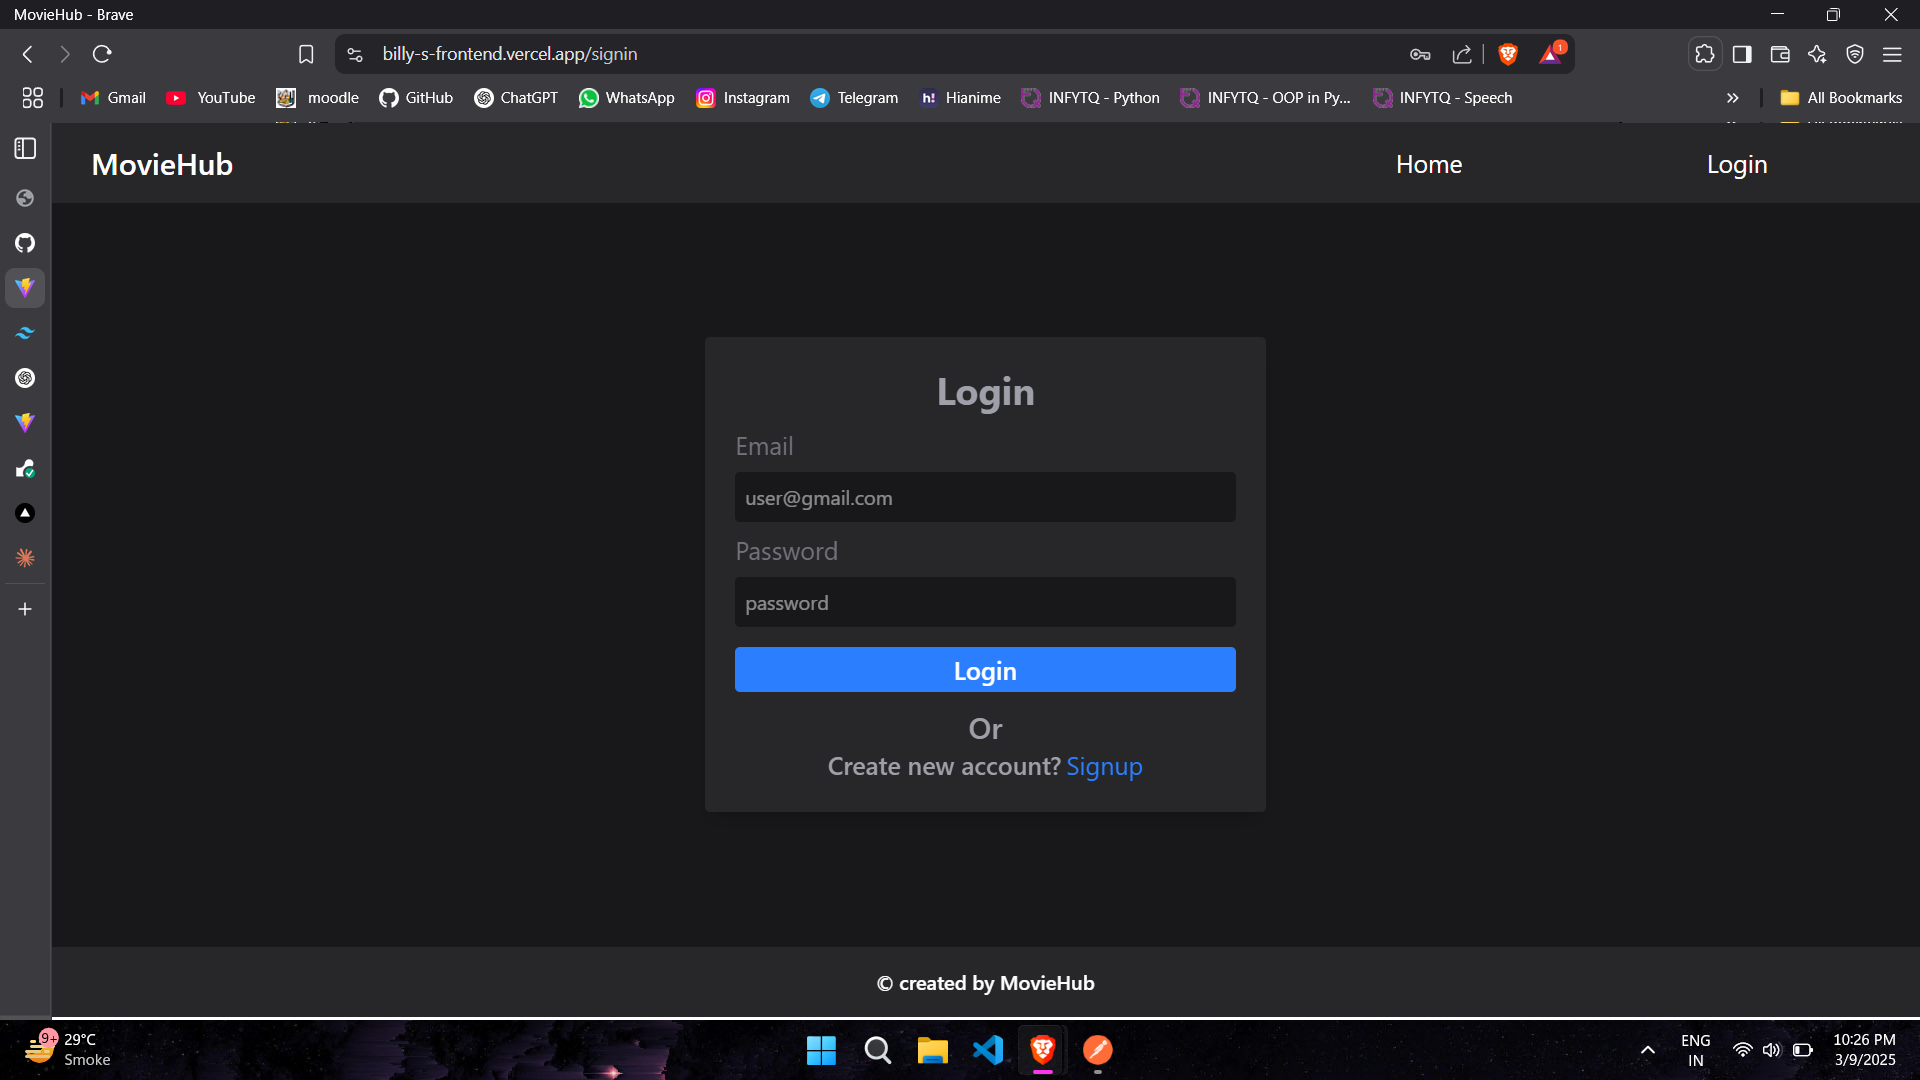 MovieHub - Brave
billy-s-frontend.vercel.app/signin
1
Gmail YouTube moodle GitHub ChatGPT WhatsApp Instagram Telegram h! Hianime INFYTQ - Python INFYTQ - OOP in Py... INFYTQ - Speech » All Bookmarks
MovieHub Home Login
Login
Email
user@gmail.com
Password
password
Login
Or
Create new account? Signup
© created by MovieHub
9+ 29°C
Smoke
ENG
IN
10:26 PM
3/9/2025